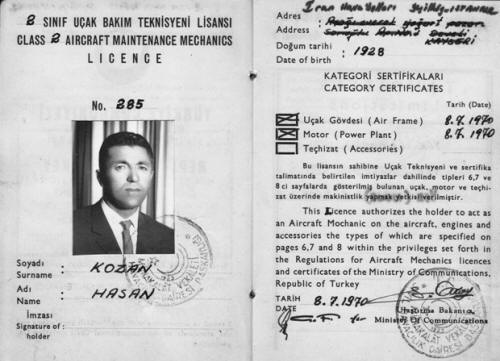 B SINIF UÇAK BAKIM TEKNİSYENİ LİSANSI
CLASS B AIRCRAFT MAINTENANCE MECHANICS
LICENCE
No. 285
Soyadı :
Surname : KOZAN
Adı :
Name HASAN
İmzası
Signature of :
holder
Adres :
Address
KAYSERİ
Doğum tarihi : 1928
Date of birth :
KATEGORİ SERTİFİKALARI
CATEGORY CERTIFICATES
Tarih (Date)
Uçak Gövdesi (Air Frame) 8.7.1970
Motor (Power Plant) 8.7.1970
Teçhizat (Accessories)
Bu lisansın sahibine Uçak Teknisyeni ve sertifika
talimatında belirtilen imtiyazlar dahilinde tipleri 6,7 ve
8 ci sayfalarda gösterilmiş bulunan uçak, motor ve teçhi-
zat üzerinde makinistlik yapmak yetkisi verilmiştir.
This Licence authorizes the holder to act as
an Aircraft Mochanic on the aircraft, engines and
accessories the types of which are specified on
pages 6,7 and 8 within the privileges set forth in
the Regulations for Aircraft Mechanics licences
and certificates of the Ministry of Communications,
Republic of Turkey
TARİH
DATE 8.7.1970
Ulaştırma Bakanı
for Minister Of Communications